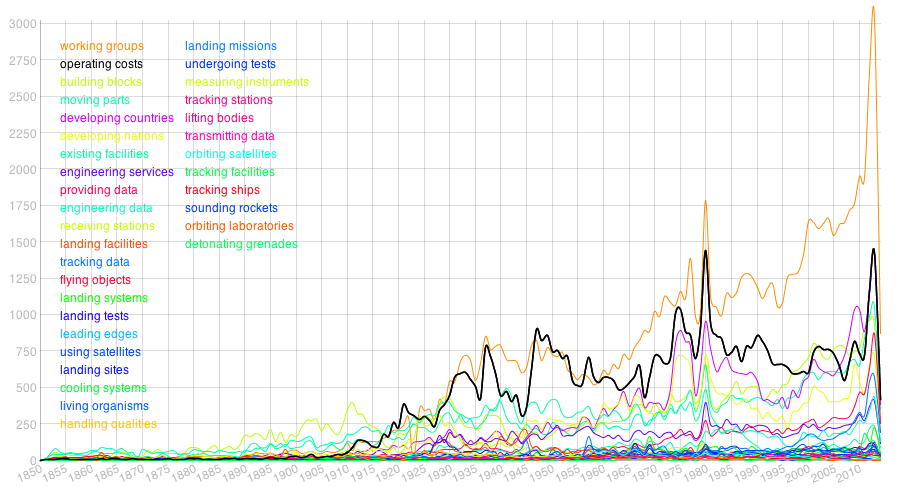 3000
2750
2500
2250
2000
1750
1500
1250
1000
750
500
250
0
working groups
operating costs
building blocks
moving parts
developing countries
developing nations
existing facilities
engineering services
providing data
engineering data
receiving stations
landing facilities
tracking data
flying objects
landing systems
landing tests
leading edges
using satellites
landing sites
cooling systems
living organisms
handling qualities
landing missions
undergoing tests
measuring instruments
tracking stations
lifting bodies
transmitting data
orbiting satellites
tracking facilities
tracking ships
sounding rockets
orbiting laboratories
detonating grenades
1850 1855 1860 1865 1870 1875 1880 1885 1890 1895 1900 1905 1910 1915 1920 1925 1930 1935 1940 1945 1950 1955 1960 1965 1970 1975 1980 1985 1990 1995 2000 2005 2010